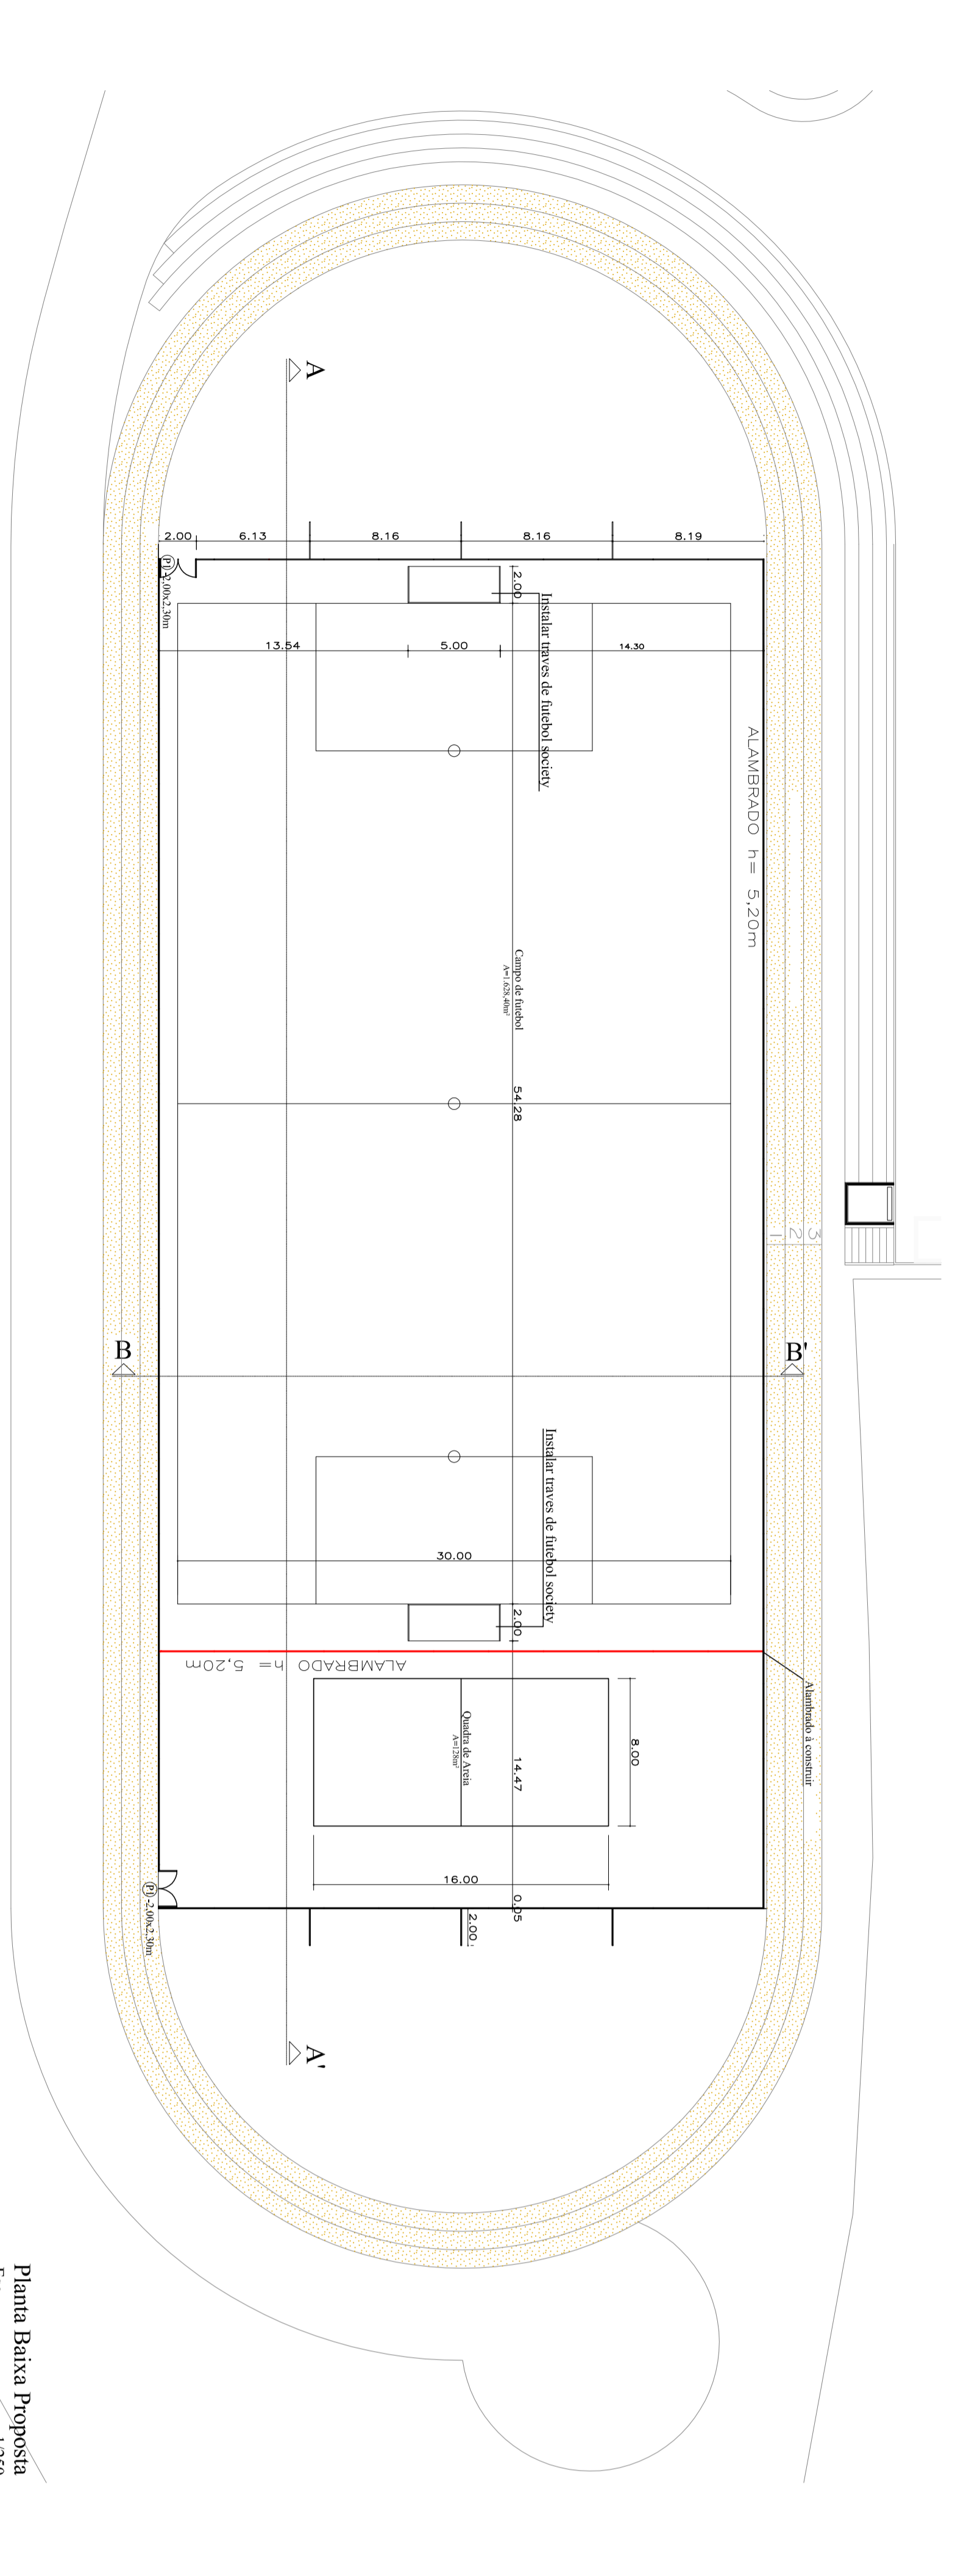 A
2.00
6.13
8.16
8.16
8.19
P1
-2,00x2,30m
2.00
Instalar traves de futebol society
13.54
5.00
14.30
ALAMBRADO h= 5,20m
Campo de futebol
A=1.628,40m²
54.28
1
2
3
B
B'
Instalar traves de futebol society
30.00
2.00
ALAMBRADO h= 5,20m
Alambrado à construir
Quadra de Areia
A=128m²
14.47
8.00
16.00
0.05
P1
-2,00x2,30m
2.00
A'
Planta Baixa Proposta